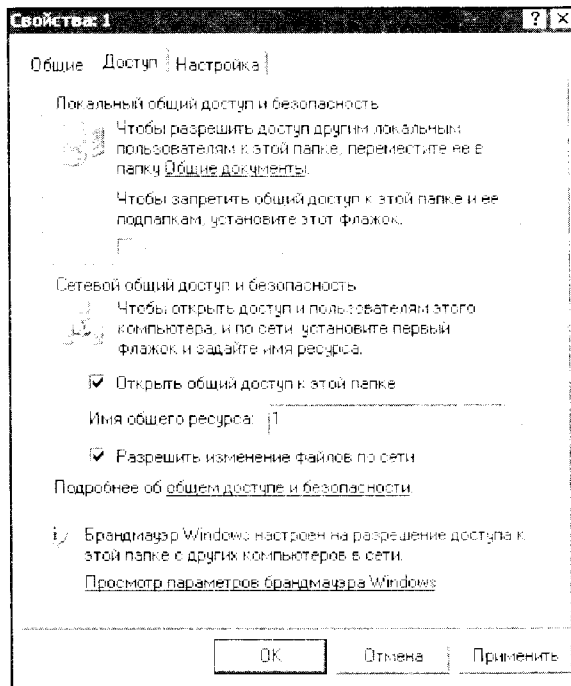 Свойства: 1
? X
Общие Доступ Настройка
Локальный общий доступ и безопасность
Чтобы разрешить доступ другим локальным
пользователям к этой папке, переместите ее в
папку Общие документы.
Чтобы запретить общий доступ к этой папке и ее
подпапкам, установите этот флажок.
Сетевой общий доступ и безопасность
Чтобы открыть доступ и пользователям этого
компьютера, и по сети, установите первый
флажок и задайте имя ресурса.
Открыть общий доступ к этой папке
Имя общего ресурса: 1
Разрешить изменение файлов по сети
Подробнее об общем доступе и безопасности.
Брандмауэр Windows настроен на разрешение доступа к
этой папке с других компьютеров в сети.
Просмотр параметров брандмауэра Windows
OK Отмена Применить